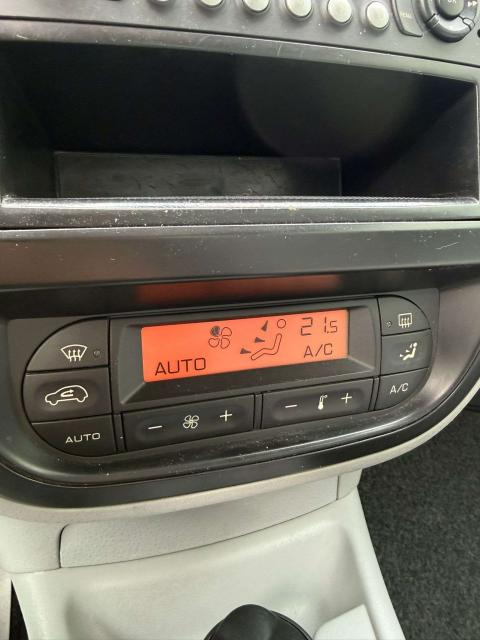 21.5
AUTO A/C
- +
- +
A/C
AUTO